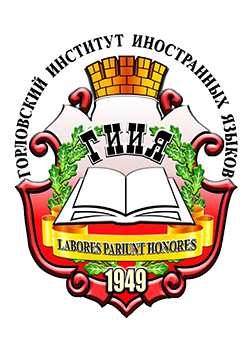 ГОРЛОВСКИЙ ИНСТИТУТ ИНОСТРАННЫХ ЯЗЫКОВ
ГИИЯ
LABORES PARIUNT HONORES
1949